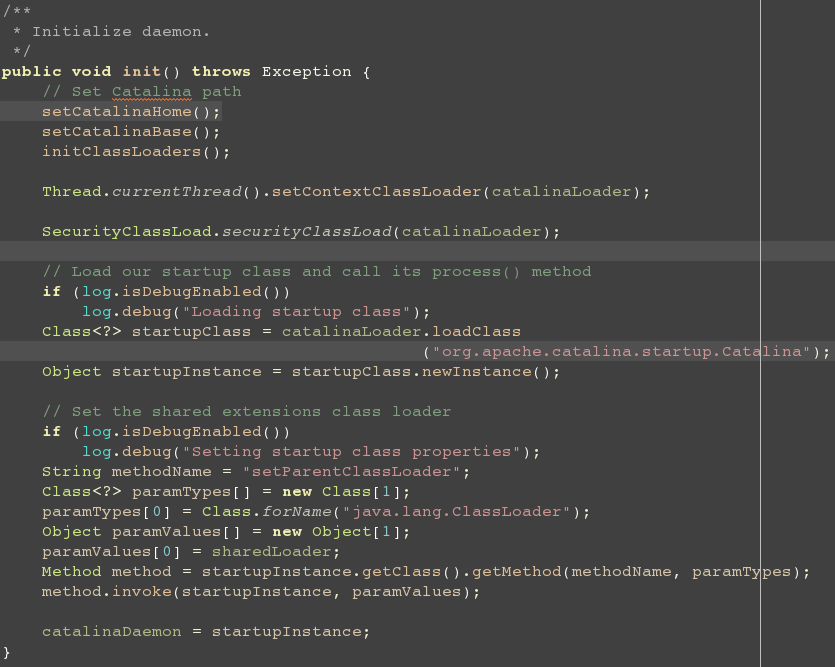 /**
 * Initialize daemon.
 */
public void init() throws Exception {
    // Set Catalina path
    setCatalinaHome();
    setCatalinaBase();
    initClassLoaders();

    Thread.currentThread().setContextClassLoader(catalinaLoader);

    SecurityClassLoad.securityClassLoad(catalinaLoader);

    // Load our startup class and call its process() method
    if (log.isDebugEnabled())
        log.debug("Loading startup class");
    Class<?> startupClass = catalinaLoader.loadClass
                                          ("org.apache.catalina.startup.Catalina");
    Object startupInstance = startupClass.newInstance();

    // Set the shared extensions class loader
    if (log.isDebugEnabled())
        log.debug("Setting startup class properties");
    String methodName = "setParentClassLoader";
    Class<?> paramTypes[] = new Class[1];
    paramTypes[0] = Class.forName("java.lang.ClassLoader");
    Object paramValues[] = new Object[1];
    paramValues[0] = sharedLoader;
    Method method = startupInstance.getClass().getMethod(methodName, paramTypes);
    method.invoke(startupInstance, paramValues);

    catalinaDaemon = startupInstance;
}